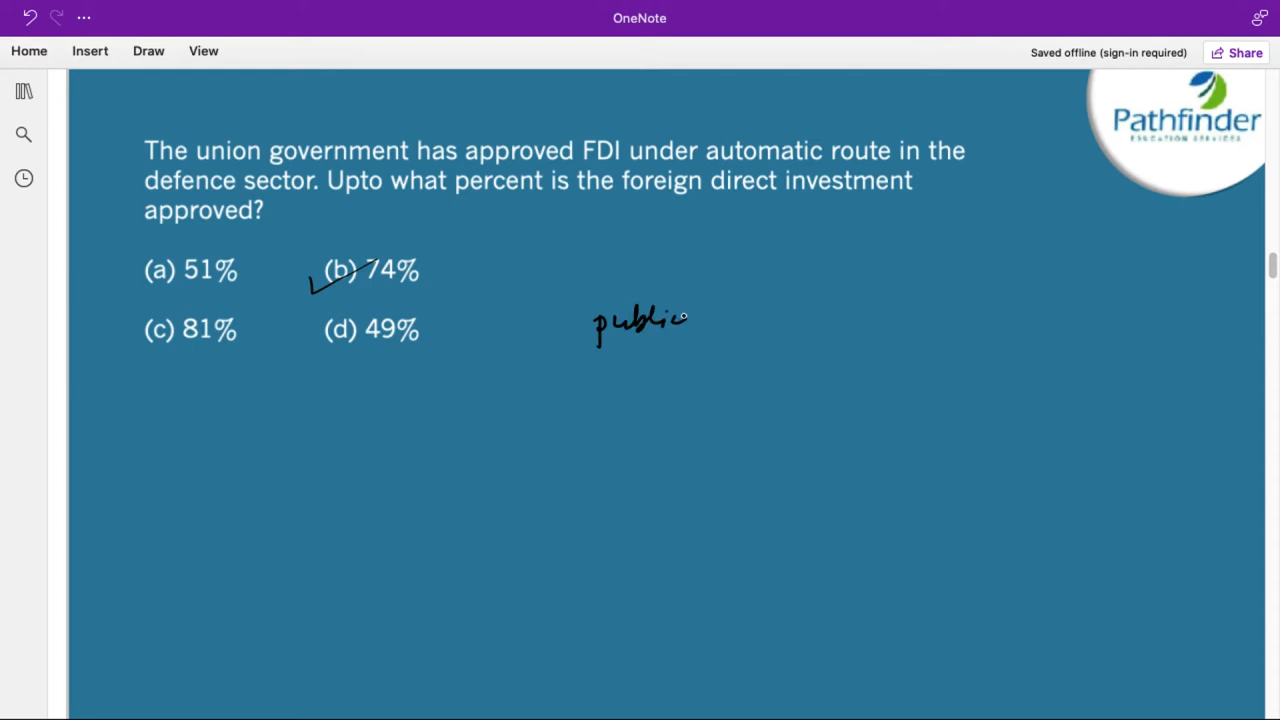 OneNote
Home Insert Draw View
Saved offline (sign-in required) Share
Pathfinder
EDUCATION SERVICES
The union government has approved FDI under automatic route in the
defence sector. Upto what percent is the foreign direct investment
approved?
(a) 51% (b) 74%
(c) 81% (d) 49%
public